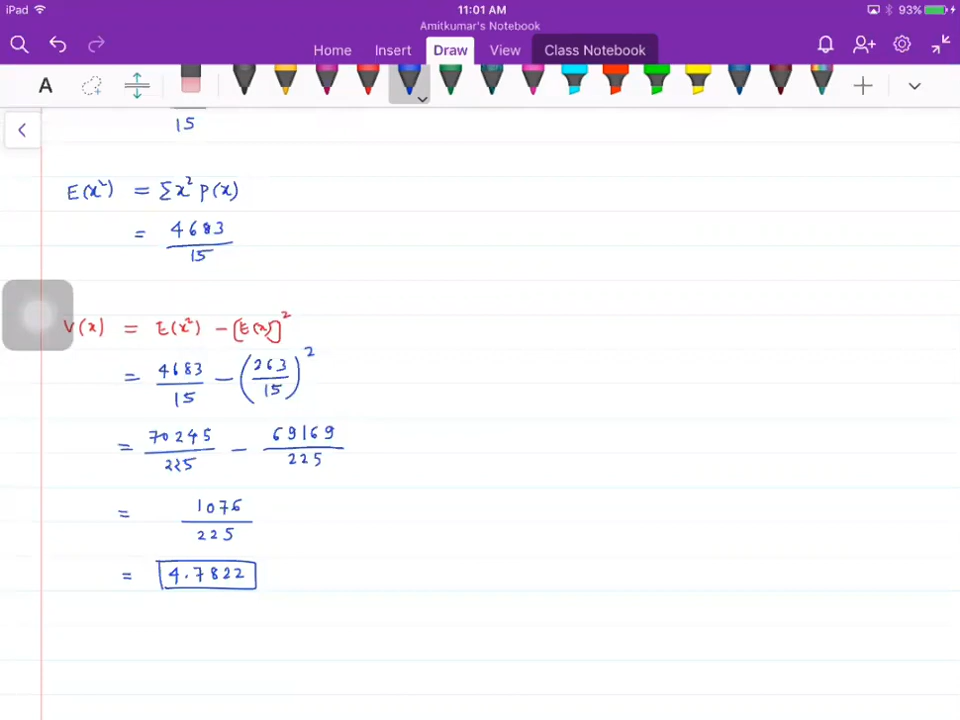 iPad 11:01 AM 93%
Amitkumar's Notebook
Home Insert Draw View Class Notebook
A
15
E(x²) = Σx² P(x)
= 4683/15
V(x) = E(x²) - [E(x)]²
= 4683/15 - (263/15)²
= 70245/225 - 69169/225
= 1076/225
= 4.7822